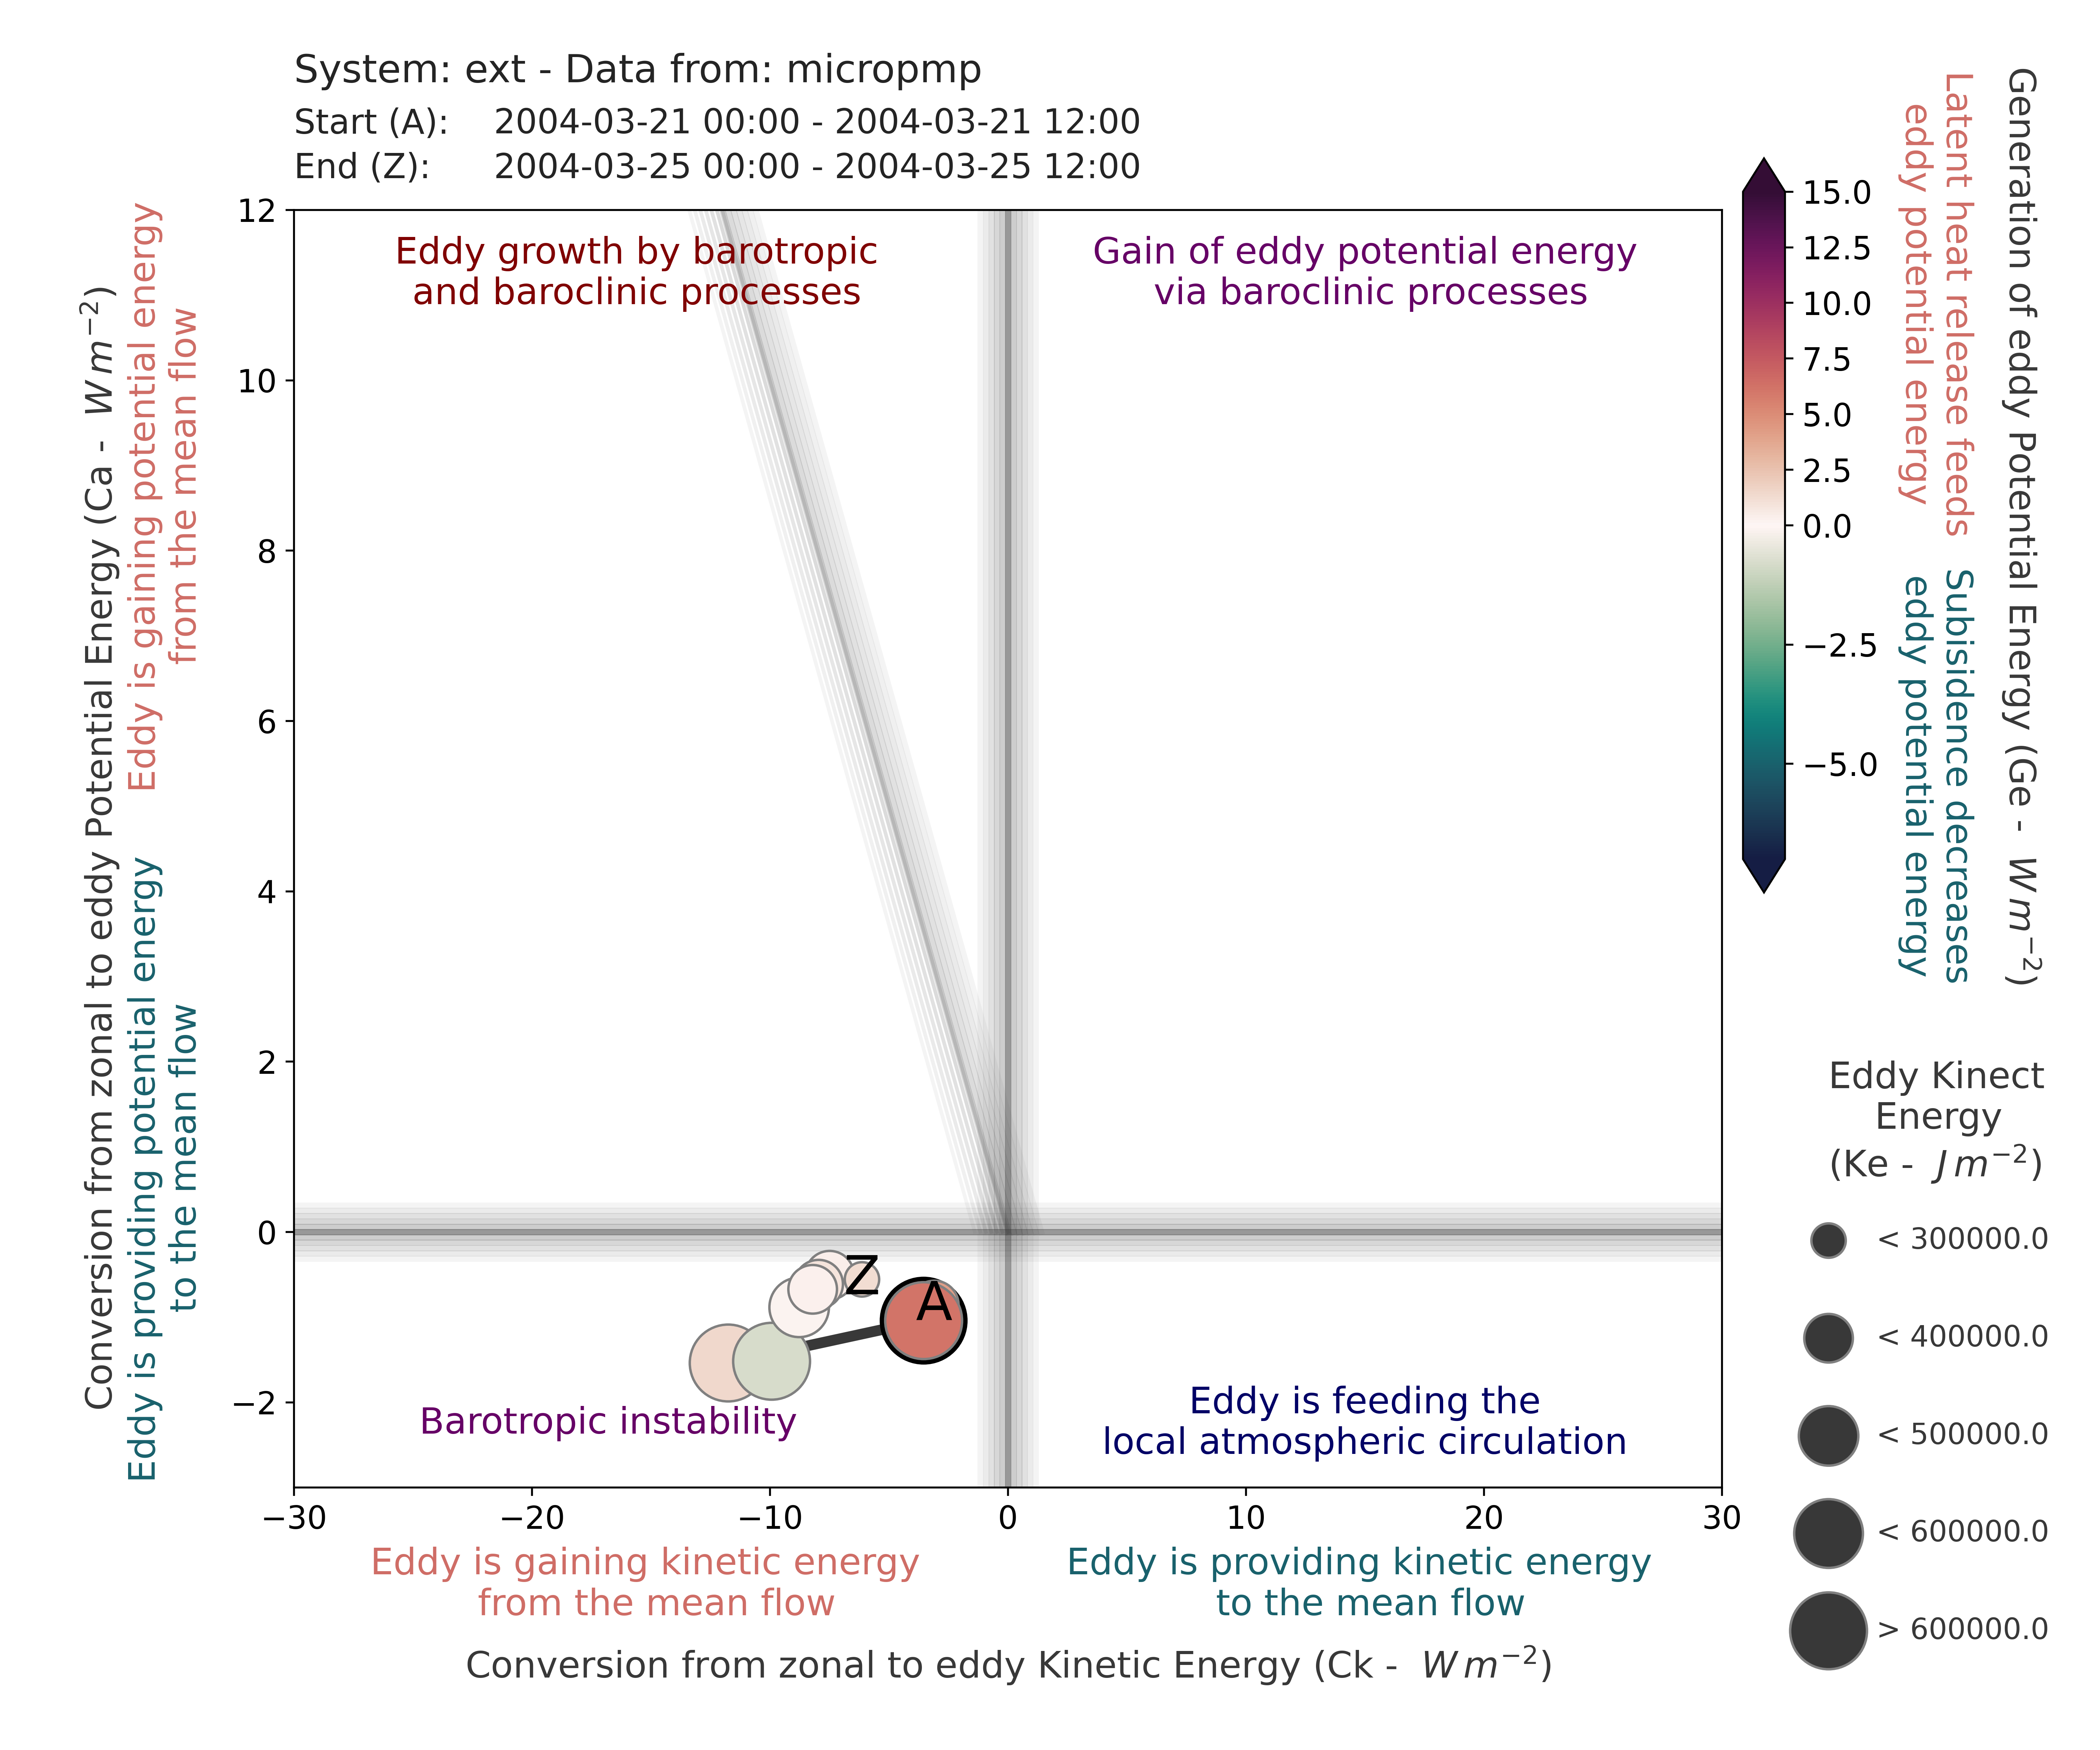 System: ext - Data from: micropmp
Start (A): 2004-03-21 00:00 - 2004-03-21 12:00
End (Z): 2004-03-25 00:00 - 2004-03-25 12:00
Conversion from zonal to eddy Potential Energy (Ca - W m⁻²)
Eddy is gaining potential energy
from the mean flow
Eddy is providing potential energy
to the mean flow
12
10
8
6
4
2
0
−2
Eddy growth by barotropic
and baroclinic processes
Gain of eddy potential energy
via baroclinic processes
Z
A
Barotropic instability
Eddy is feeding the
local atmospheric circulation
−30
−20
−10
0
10
20
30
Eddy is gaining kinetic energy
from the mean flow
Eddy is providing kinetic energy
to the mean flow
Conversion from zonal to eddy Kinetic Energy (Ck - W m⁻²)
15.0
12.5
10.0
7.5
5.0
2.5
0.0
−2.5
−5.0
Latent heat release feeds
eddy potential energy
Subisidence decreases
eddy potential energy
Generation of eddy Potential Energy (Ge - W m⁻²)
Eddy Kinect
Energy
(Ke - J m⁻²)
< 300000.0
< 400000.0
< 500000.0
< 600000.0
> 600000.0